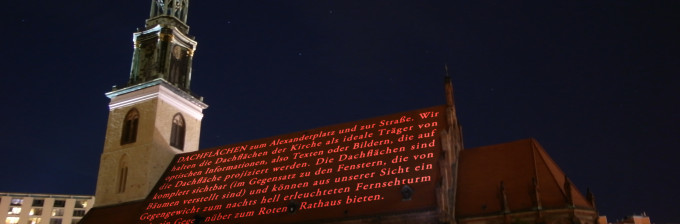 DACHFLÄCHEN zum Alexanderplatz und zur Straße. Wir
halten die Dachflächen der Kirche als ideale Träger von
optischen Informationen, also Texten oder Bildern, die auf
die Dachfläche projiziert werden. Die Dachflächen sind
komplett sichtbar (im Gegensatz zu den Fenstern, die von
Bäumen verstellt sind) und können aus unserer Sicht ein
Gegengewicht zum nachts hell erleuchteten Fernsehturm
und über zum Roten Rathaus bieten.